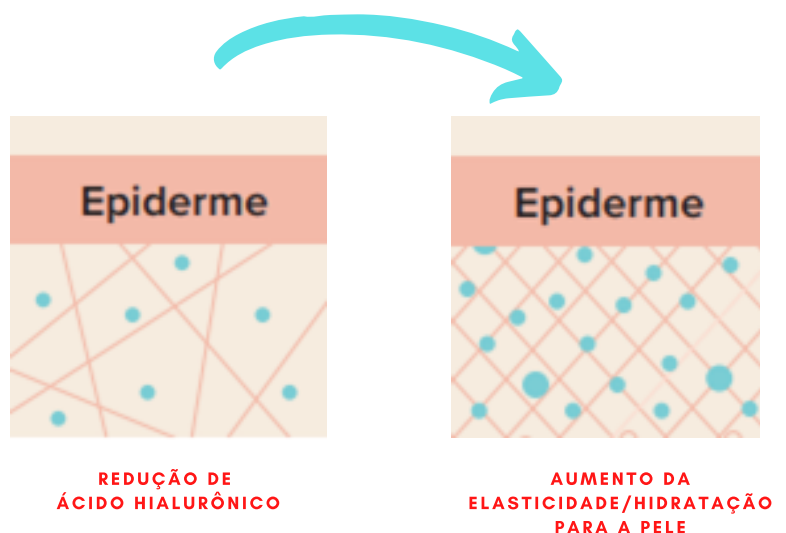 Epiderme
Epiderme
REDUÇÃO DE
ÁCIDO HIALURÔNICO
AUMENTO DA
ELASTICIDADE/HIDRATAÇÃO
PARA A PELE